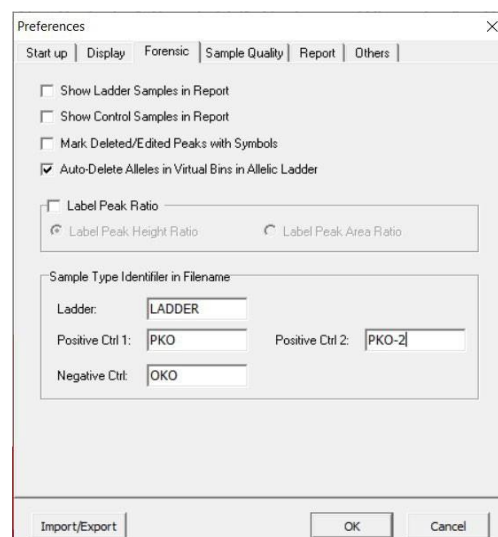 Preferences
Start up Display Forensic Sample Quality Report Others
Show Ladder Samples in Report
Show Control Samples in Report
Mark Deleted/Edited Peaks with Symbols
Auto-Delete Alleles in Virtual Bins in Allelic Ladder
Label Peak Ratio
Label Peak Height Ratio Label Peak Area Ratio
Sample Type Identifiler in Filename
Ladder: LADDER
Positive Ctrl 1: PKO Positive Ctrl 2: PKO-2
Negative Ctrl: OKO
Import/Export OK Cancel